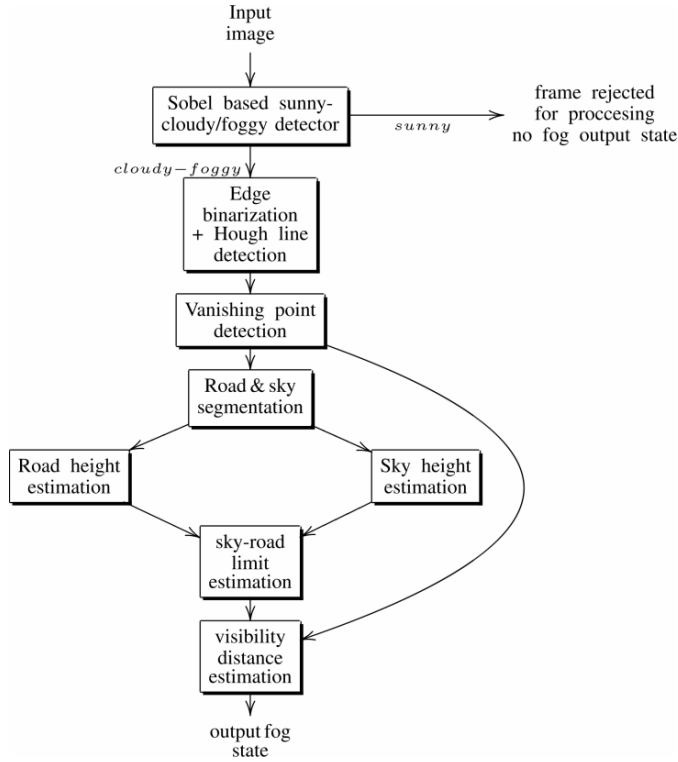 Input
image
Sobel based sunny-
cloudy/foggy detector
sunny
frame rejected
for proccesing
no fog output state
cloudy-foggy
Edge
binarization
+ Hough line
detection
Vanishing point
detection
Road & sky
segmentation
Road height
estimation
Sky height
estimation
sky-road
limit
estimation
visibility
distance
estimation
output fog
state